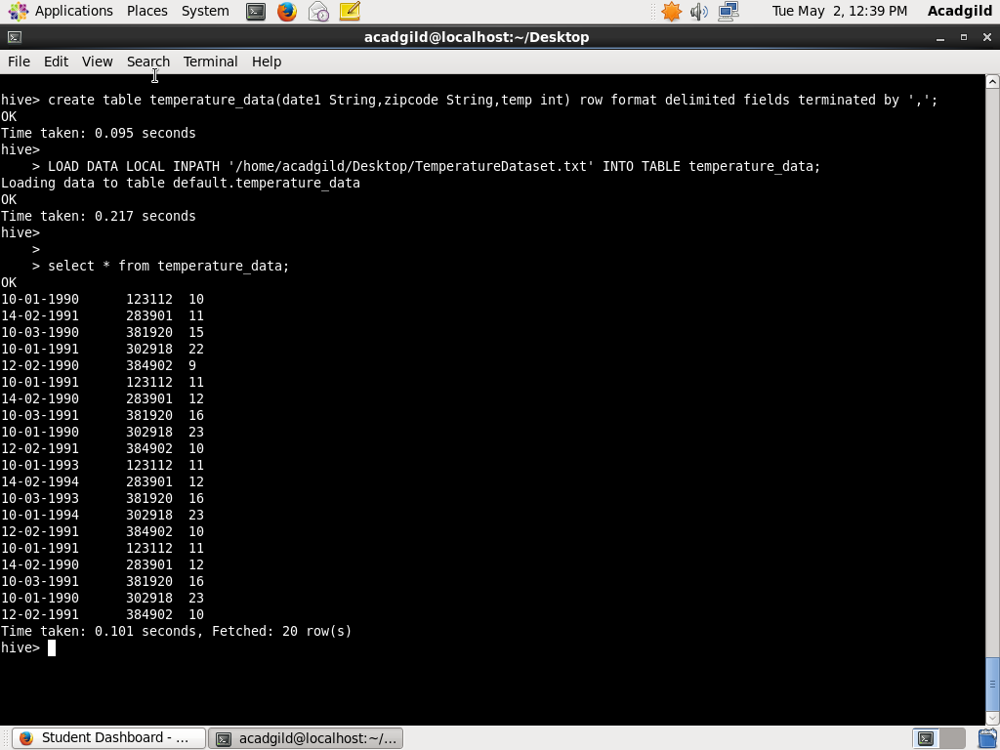 Applications Places System Tue May 2, 12:39 PM Acadgild
acadgild@localhost:~/Desktop
File Edit View Search Terminal Help
hive> create table temperature_data(date1 String,zipcode String,temp int) row format delimited fields terminated by ',';
OK
Time taken: 0.095 seconds
hive>
    > LOAD DATA LOCAL INPATH '/home/acadgild/Desktop/TemperatureDataset.txt' INTO TABLE temperature_data;
Loading data to table default.temperature_data
OK
Time taken: 0.217 seconds
hive>
    >
    > select * from temperature_data;
OK
10-01-1990	123112	10
14-02-1991	283901	11
10-03-1990	381920	15
10-01-1991	302918	22
12-02-1990	384902	9
10-01-1991	123112	11
14-02-1990	283901	12
10-03-1991	381920	16
10-01-1990	302918	23
12-02-1991	384902	10
10-01-1993	123112	11
14-02-1994	283901	12
10-03-1993	381920	16
10-01-1994	302918	23
12-02-1991	384902	10
10-01-1991	123112	11
14-02-1990	283901	12
10-03-1991	381920	16
10-01-1990	302918	23
12-02-1991	384902	10
Time taken: 0.101 seconds, Fetched: 20 row(s)
hive>
Student Dashboard - ... acadgild@localhost:~/...